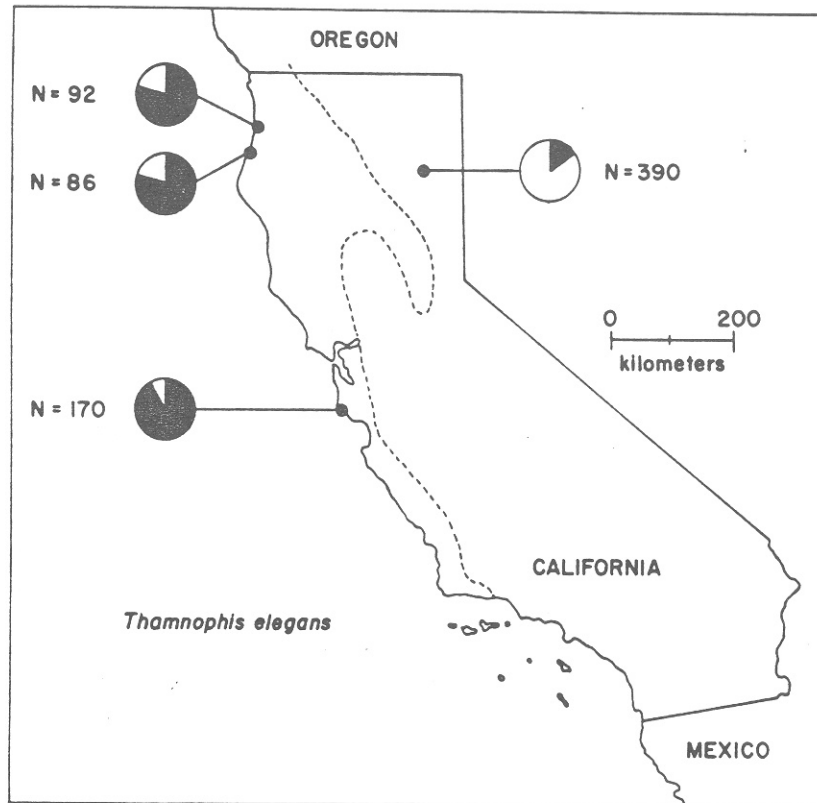 OREGON
N = 92
N = 86
N = 390
0 200
kilometers
N = 170
CALIFORNIA
Thamnophis elegans
MEXICO